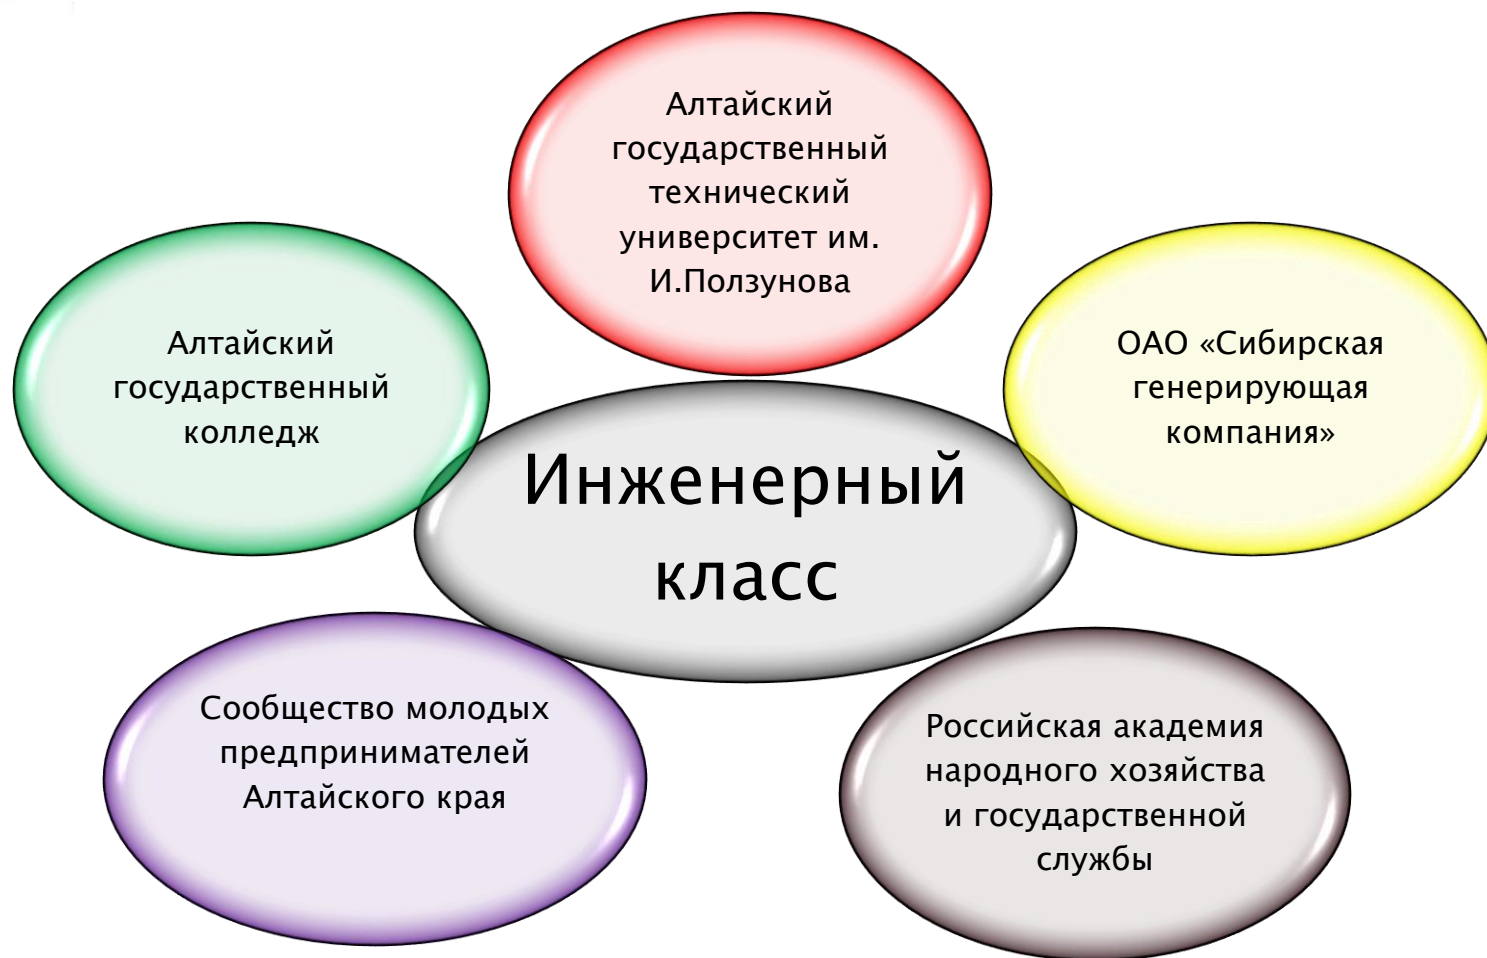 Алтайский
государственный
технический
университет им.
И.Ползунова
Алтайский
государственный
колледж
ОАО «Сибирская
генерирующая
компания»
Инженерный
класс
Сообщество молодых
предпринимателей
Алтайского края
Российская академия
народного хозяйства
и государственной
службы